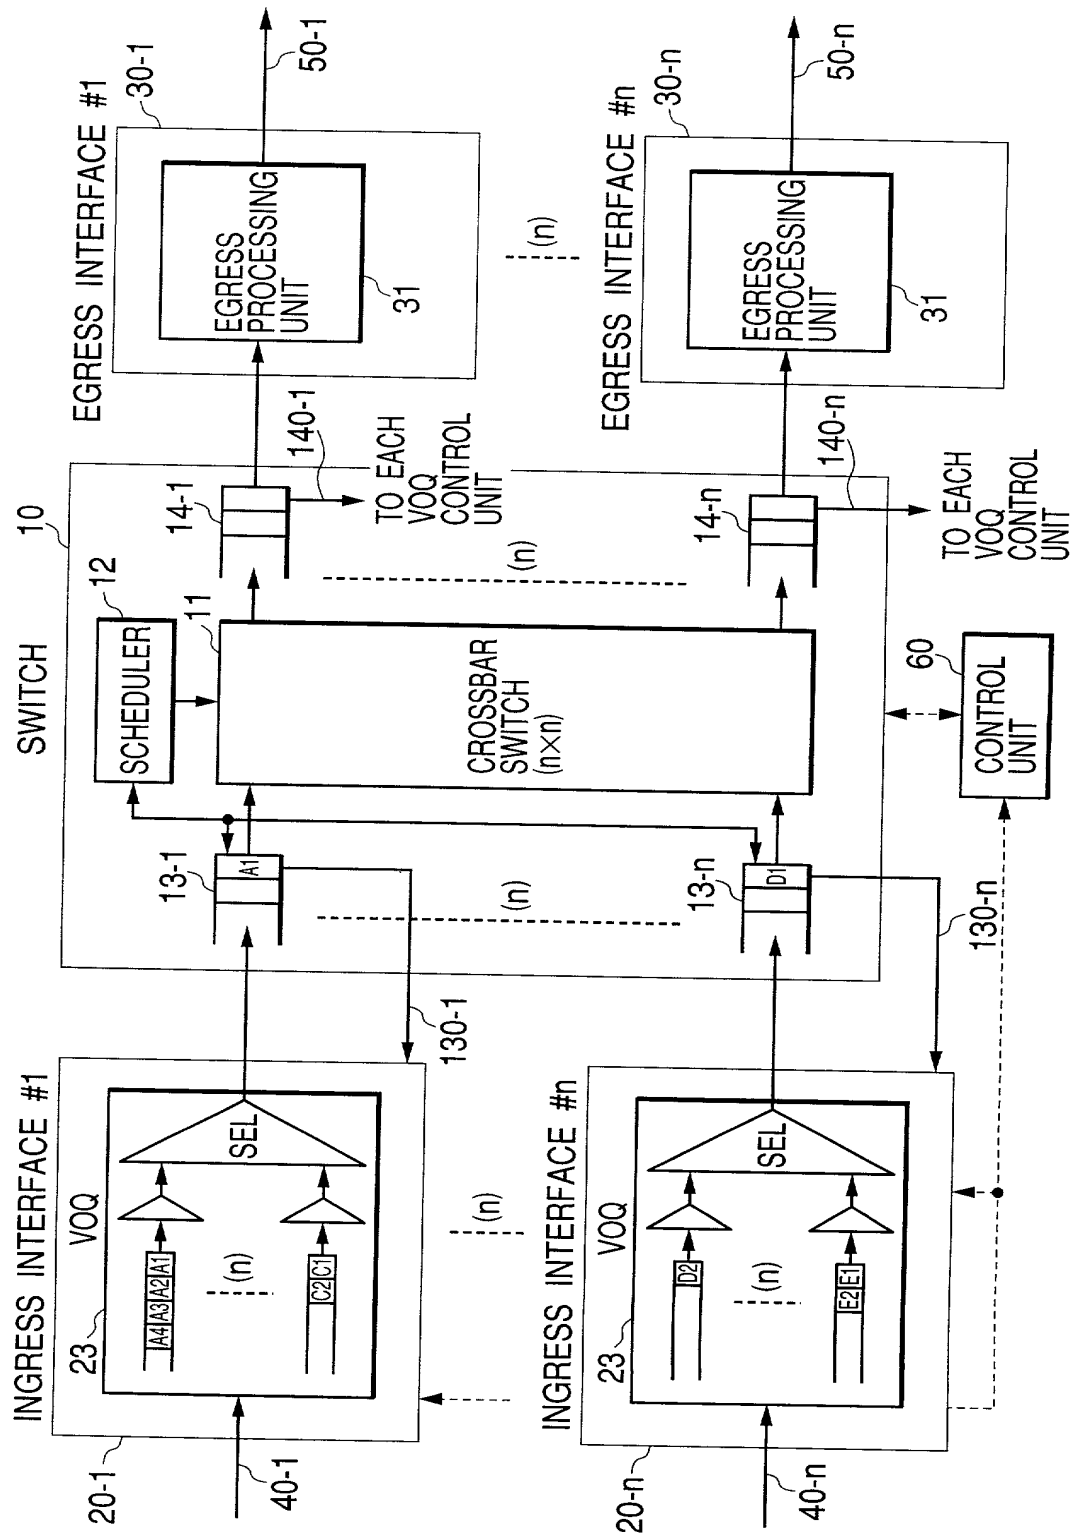 INGRESS INTERFACE #1
20-1
40-1
23
VOQ
A4 A3 A2 A1
(n)
C2 C1
SEL
130-1
(n)
INGRESS INTERFACE #n
20-n
40-n
23
VOQ
D2
(n)
E2 E1
SEL
130-n
SWITCH
10
SCHEDULER
12
13-1
A1
(n)
13-n
D1
11
CROSSBAR
SWITCH
(n×n)
14-1
140-1
TO EACH
VOQ
CONTROL
UNIT
(n)
14-n
140-n
TO EACH
VOQ
CONTROL
UNIT
60
CONTROL
UNIT
EGRESS INTERFACE #1
30-1
EGRESS
PROCESSING
UNIT
31
50-1
(n)
EGRESS INTERFACE #n
30-n
EGRESS
PROCESSING
UNIT
31
50-n